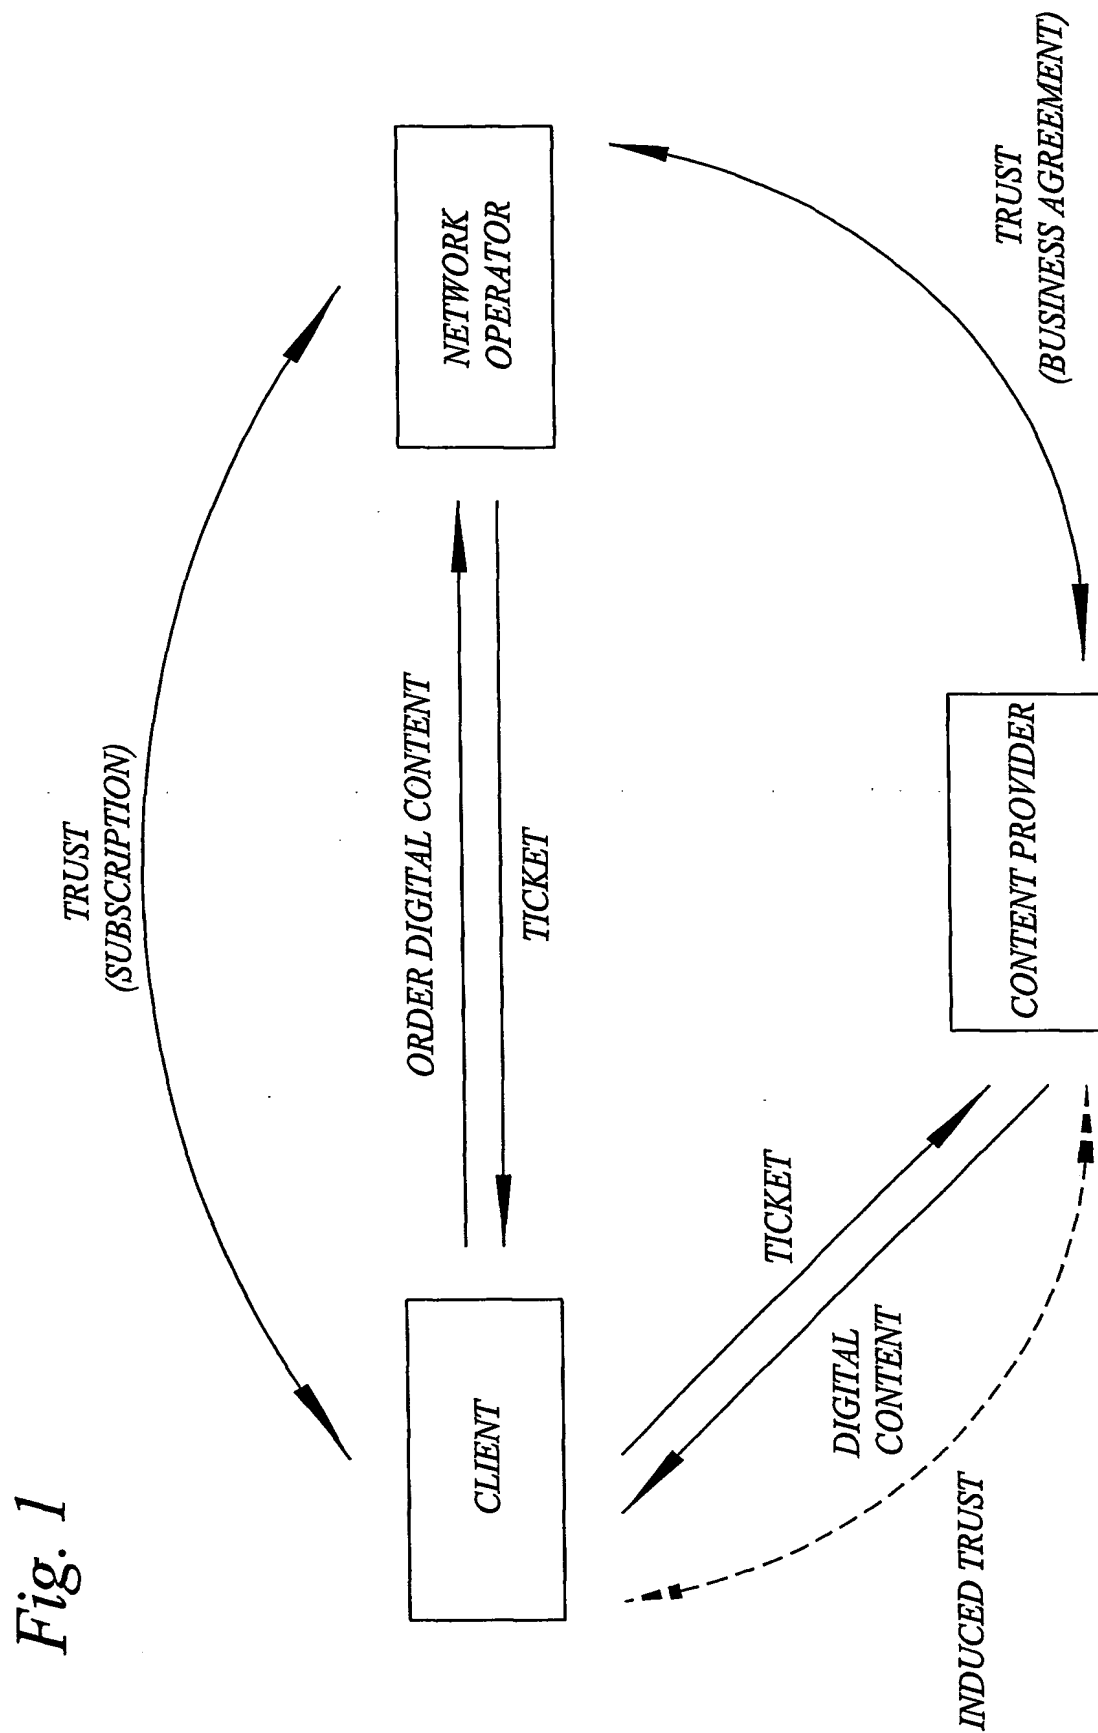 Fig. 1
TRUST
(SUBSCRIPTION)
CLIENT
ORDER DIGITAL CONTENT
TICKET
NETWORK
OPERATOR
TICKET
DIGITAL
CONTENT
INDUCED TRUST
CONTENT PROVIDER
TRUST
(BUSINESS AGREEMENT)